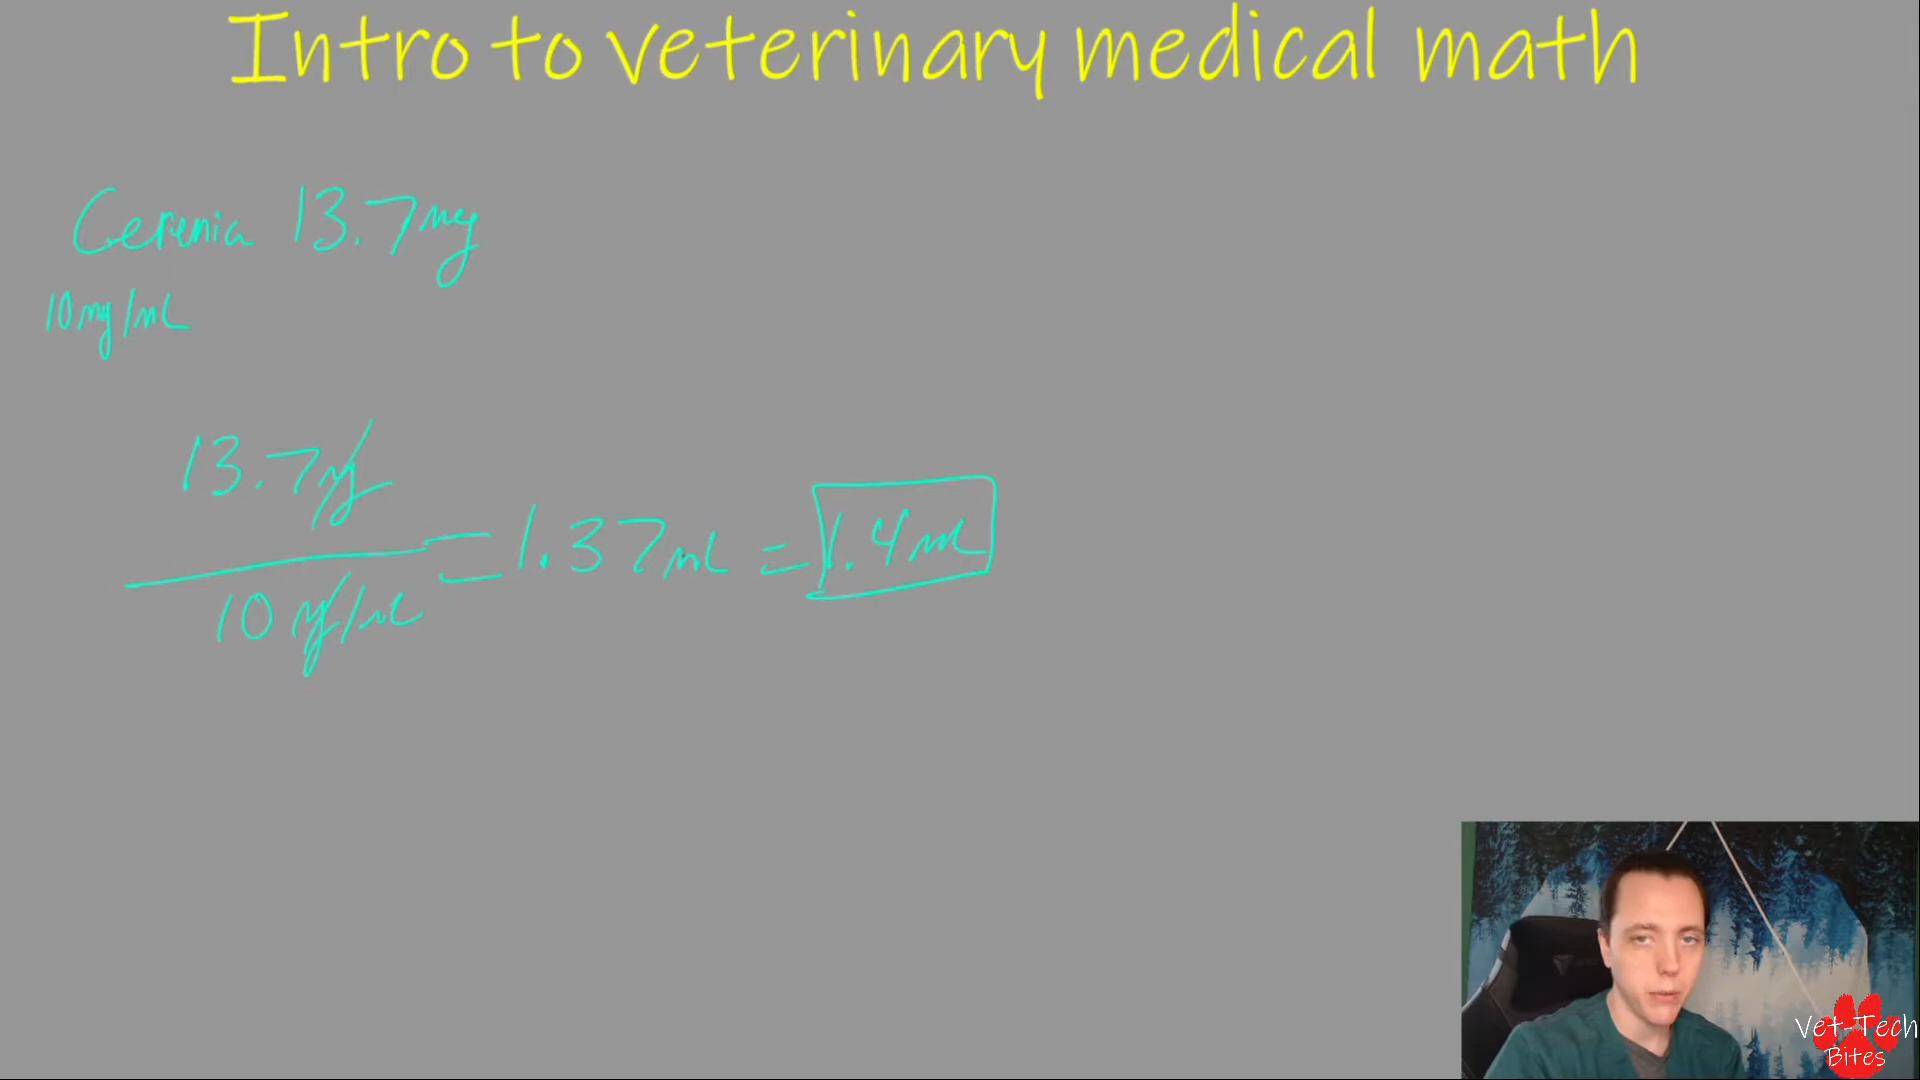 Intro to veterinary medical math
Cerenia 13.7mg
10mg/mL
13.7mg
10mg/mL
= 1.37mL = 1.4mL
Vet-Tech
Bites